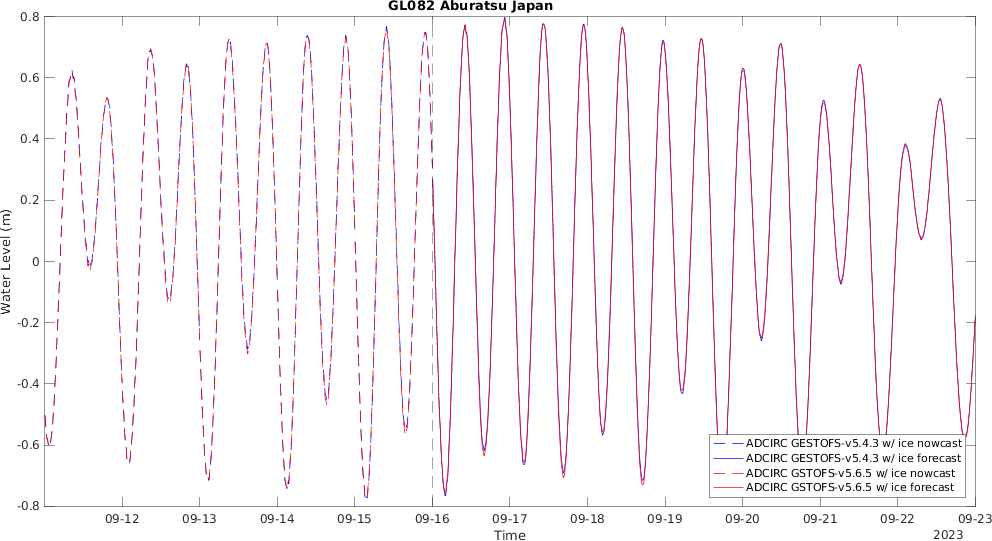 GL082 Aburatsu Japan
0.8
0.6
0.4
0.2
0
-0.2
-0.4
-0.6
-0.8
Water Level (m)
ADCIRC GESTOFS-v5.4.3 w/ ice nowcast
ADCIRC GESTOFS-v5.4.3 w/ ice forecast
ADCIRC GSTOFS-v5.6.5 w/ ice nowcast
ADCIRC GSTOFS-v5.6.5 w/ ice forecast
09-12 09-13 09-14 09-15 09-16 09-17 09-18 09-19 09-20 09-21 09-22 09-23
Time
2023